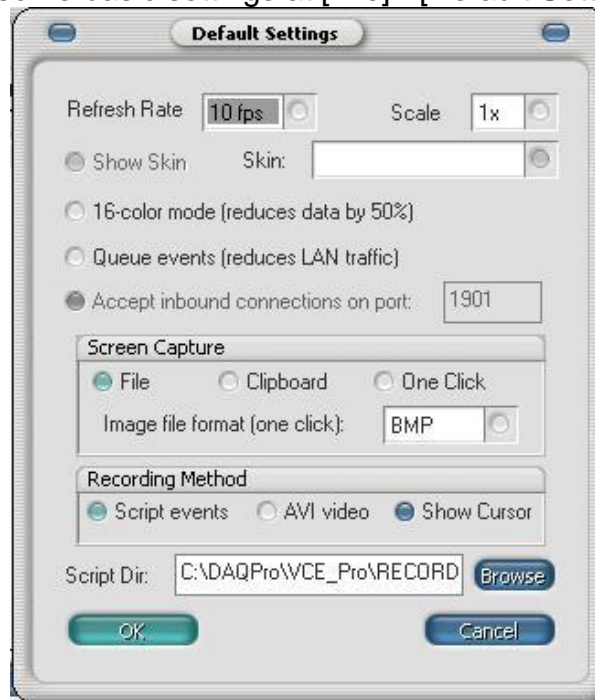 Default Settings
Refresh Rate 10 fps Scale 1x
Show Skin Skin:
16-color mode (reduces data by 50%)
Queue events (reduces LAN traffic)
Accept inbound connections on port: 1901
Screen Capture
File Clipboard One Click
Image file format (one click): BMP
Recording Method
Script events AVI video Show Cursor
Script Dir: C:\DAQPro\VCE_Pro\RECORD Browse
OK Cancel